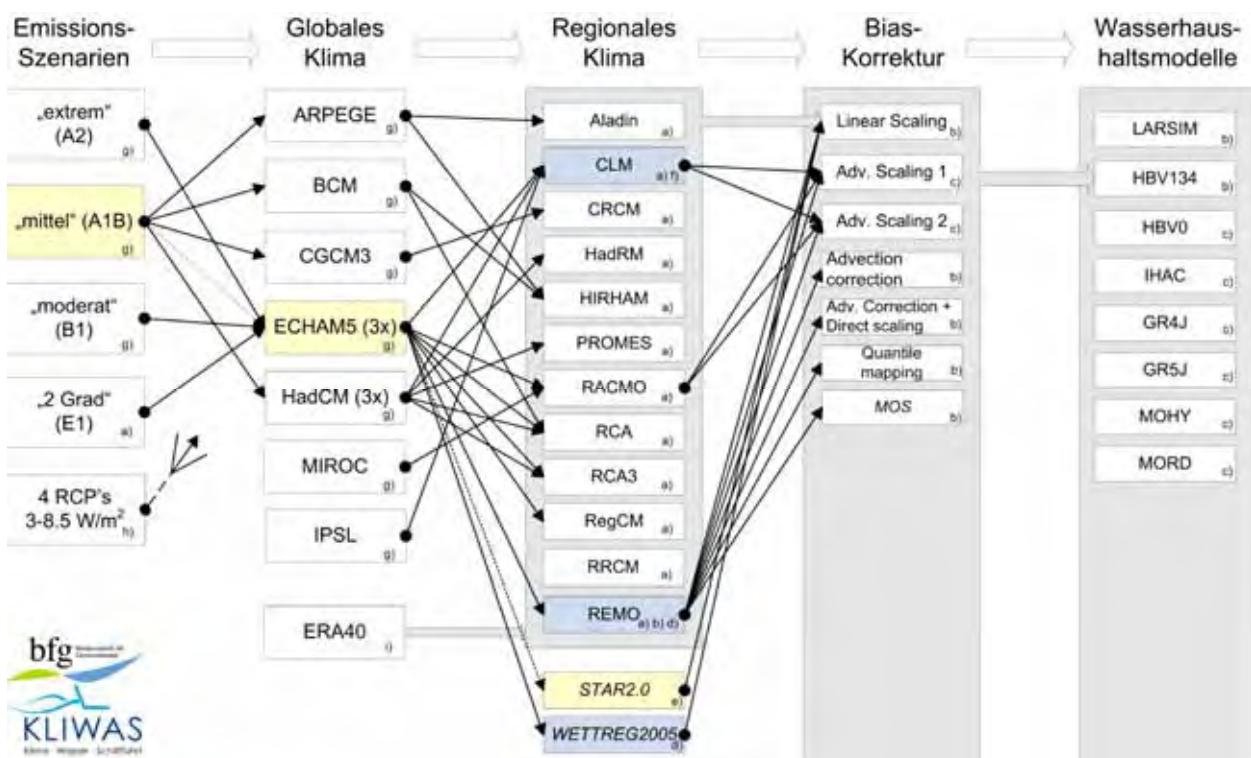 Emissions-
Szenarien
Globales
Klima
Regionales
Klima
Bias-
Korrektur
Wasserhaus-
haltsmodelle
„extrem“
(A2)
g)
„mittel“ (A1B)
g)
„moderat“
(B1)
g)
„2 Grad“
(E1)
a)
4 RCP's
3-8.5 W/m²
h)
ARPEGE
g)
BCM
g)
CGCM3
g)
ECHAM5 (3x)
g)
HadCM (3x)
g)
MIROC
g)
IPSL
g)
ERA40
i)
Aladin
a)
CLM
a) f)
CRCM
a)
HadRM
a)
HIRHAM
a)
PROMES
a)
RACMO
a)
RCA
a)
RCA3
a)
RegCM
a)
RRCM
a)
REMO
a) b) d)
STAR2.0
e)
WETTREG2005
d)
Linear Scaling
b)
Adv. Scaling 1
c)
Adv. Scaling 2
c)
Advection
correction
b)
Adv. Correction +
Direct scaling
b)
Quantile
mapping
b)
MOS
b)
LARSIM
b)
HBV134
b)
HBV0
c)
IHAC
c)
GR4J
c)
GR5J
c)
MOHY
c)
MORD
c)
bfg
KLIWAS